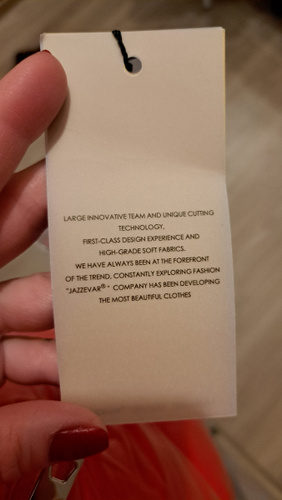 LARGE INNOVATIVE TEAM AND UNIQUE CUTTING
TECHNOLOGY.
FIRST-CLASS DESIGN EXPERIENCE AND
HIGH-GRADE SOFT FABRICS.
WE HAVE ALWAYS BEEN AT THE FOREFRONT
OF THE TREND. CONSTANTLY EXPLORING FASHION
"JAZZEVAR® " COMPANY HAS BEEN DEVELOPING
THE MOST BEAUTIFUL CLOTHES